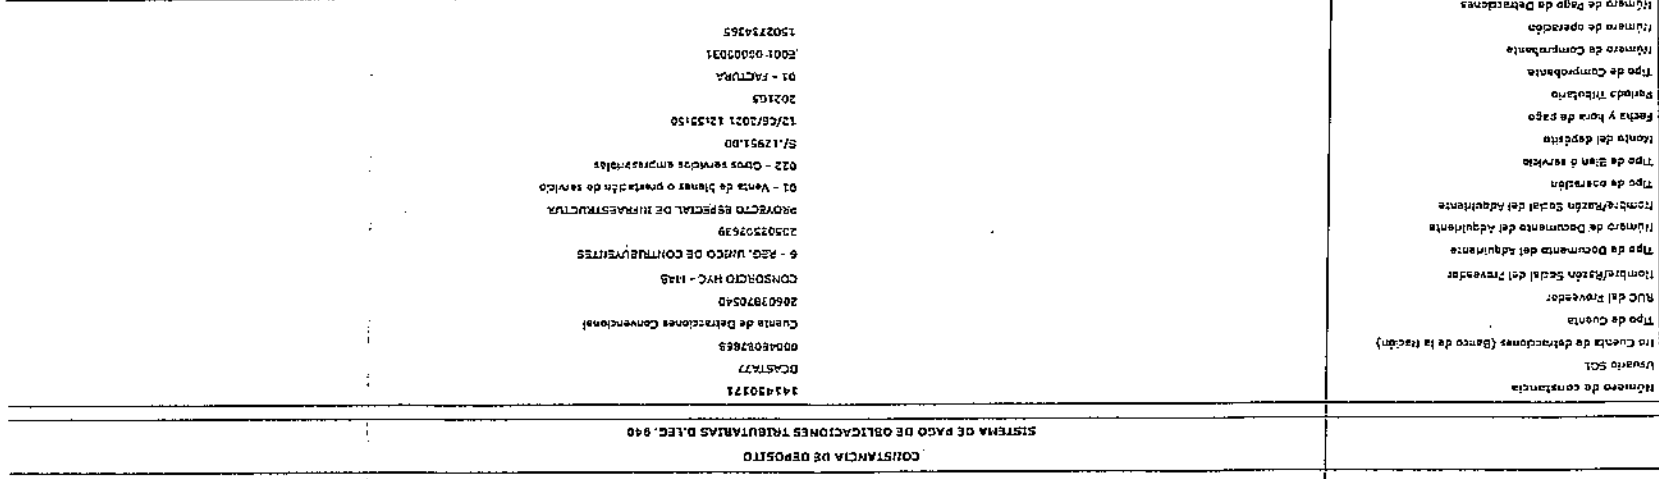 CONSTANCIA DE DEPOSITO
SISTEMA DE PAGO DE OBLIGACIONES TRIBUTARIAS D.LEG. 940
Número de constancia
Usuario SOL DCASTA77
Nro Cuenta de detracciones (Banco de la Nación)
Tipo de Cuenta Cuenta de Detracciones Convencional
RUC del Proveedor 20603870540
Nombre/Razón Social del Proveedor CONSORCIO HYC - MAB
Tipo de Documento del Adquiriente 6 - REG. UNICO DE CONTRIBUYENTES
Número de Documento del Adquiriente
Nombre/Razón Social del Adquiriente PROYECTO ESPECIAL DE INFRAESTRUCTUR
Tipo de operación 01 - Venta de bienes o prestación de servicio
Tipo de Bien ó servicio 022 - Otros servicios empresariales
Monto del depósito S/.12951.00
Fecha y hora de pago 12/06/2021
Periodo Tributario 202105
Tipo de Comprobante 01 - FACTURA
Número de Comprobante E001-00000031
Número de operación 1502734365
Número de Pago de Detracciones